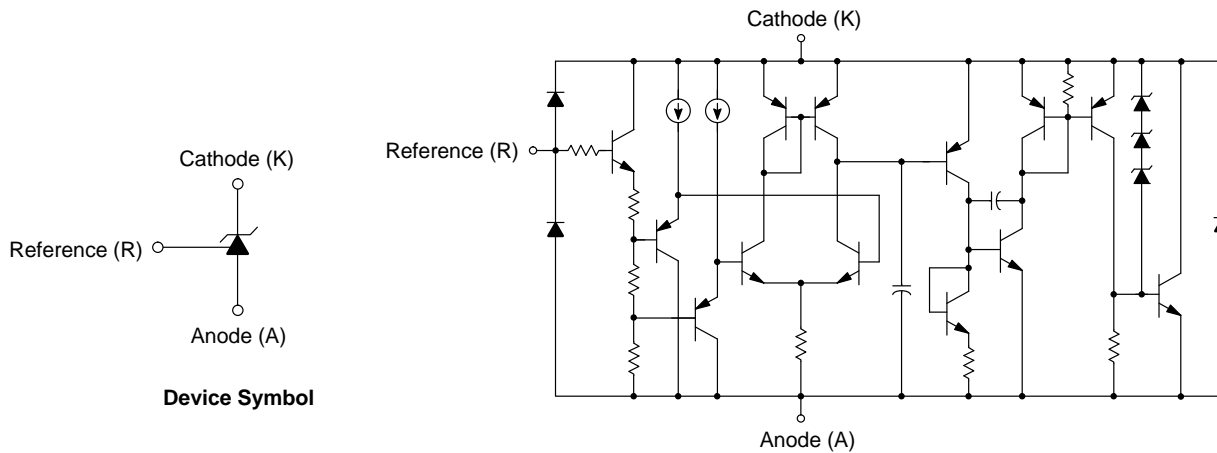 Cathode (K)
Reference (R)
Anode (A)
Device Symbol
Cathode (K)
Reference (R)
Anode (A)